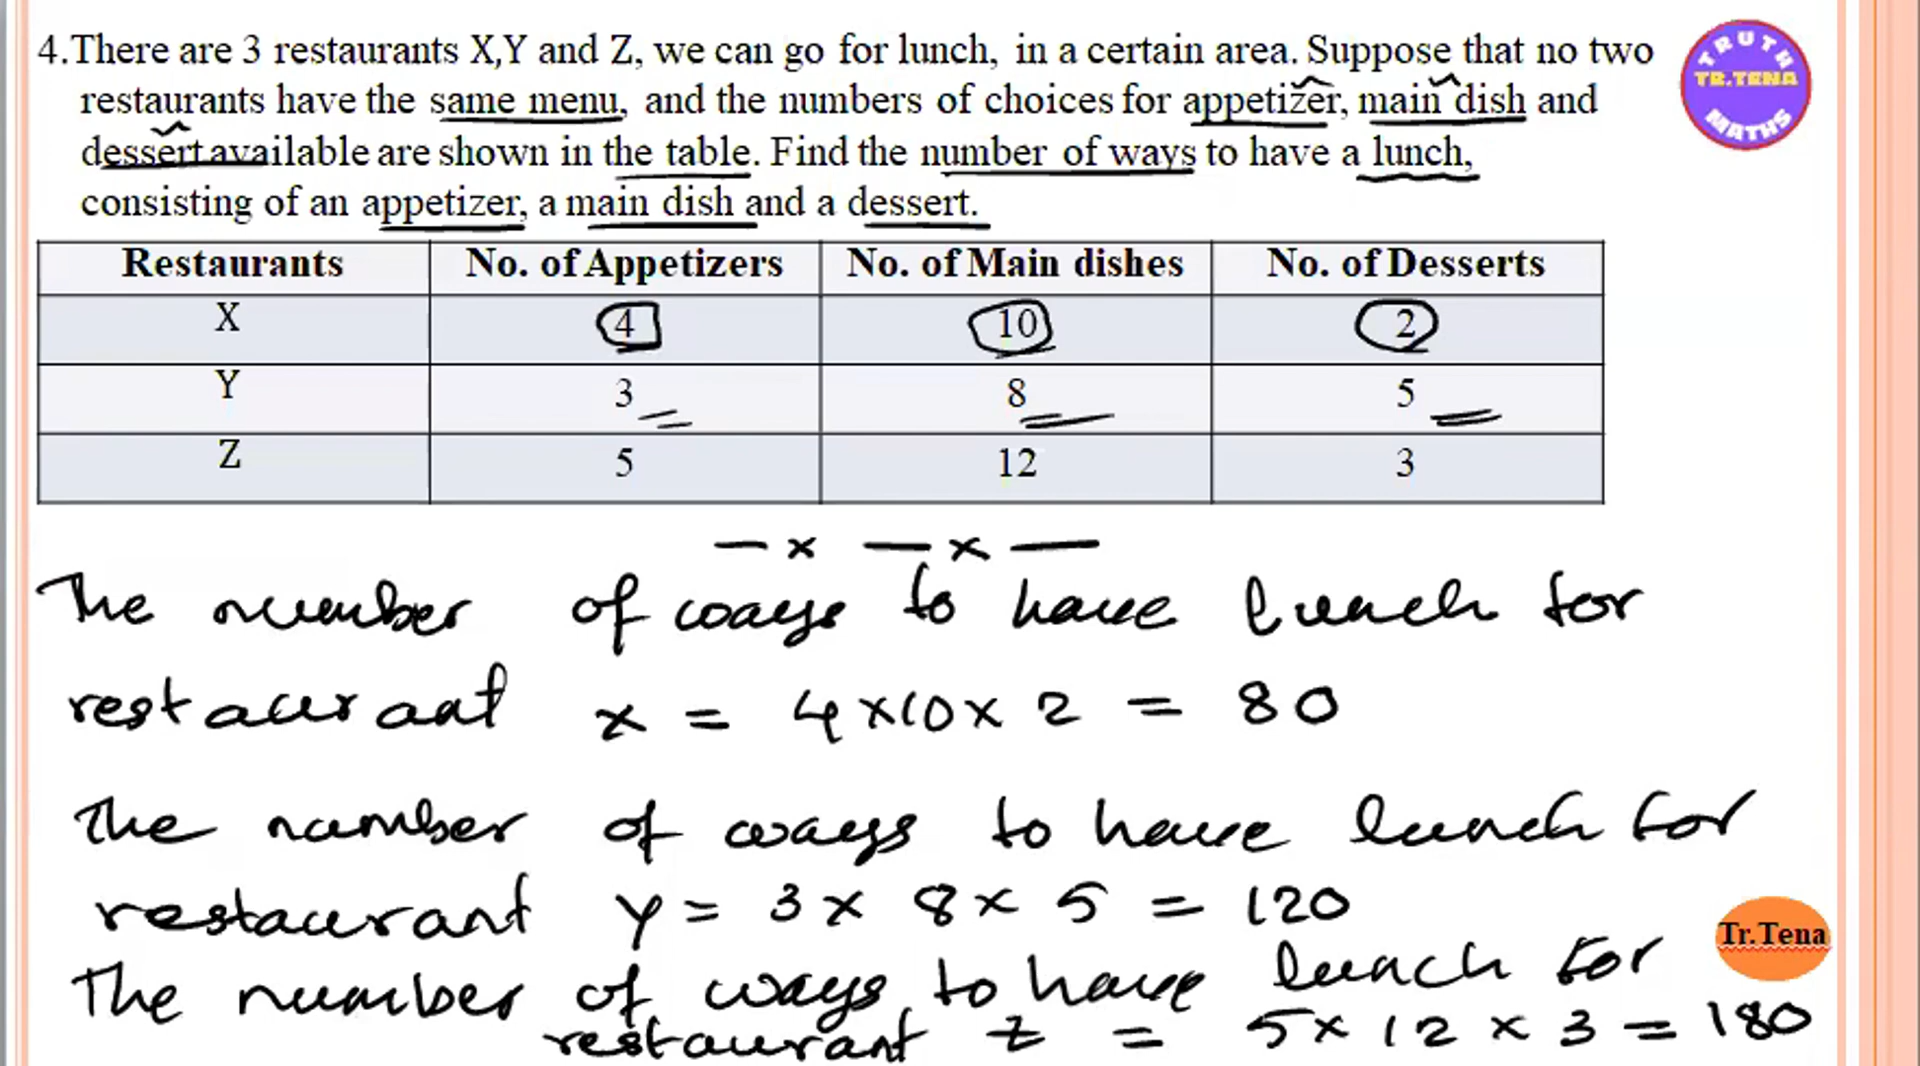 4.There are 3 restaurants X,Y and Z, we can go for lunch, in a certain area. Suppose that no two
restaurants have the same menu, and the numbers of choices for appetizer, main dish and
dessert available are shown in the table. Find the number of ways to have a lunch,
consisting of an appetizer, a main dish and a dessert.
TRUTH
TR.TENA
MATHS
Restaurants No. of Appetizers No. of Main dishes No. of Desserts
X 4 10 2
Y 3 8 5
Z 5 12 3
— × — × —
The number of ways to have lunch for
restaurant x = 4×10×2 = 80
The number of ways to have lunch for
restaurant y = 3× 8× 5 = 120
Tr.Tena
The number of ways to have lunch for
restaurant z = 5× 12 × 3 = 180